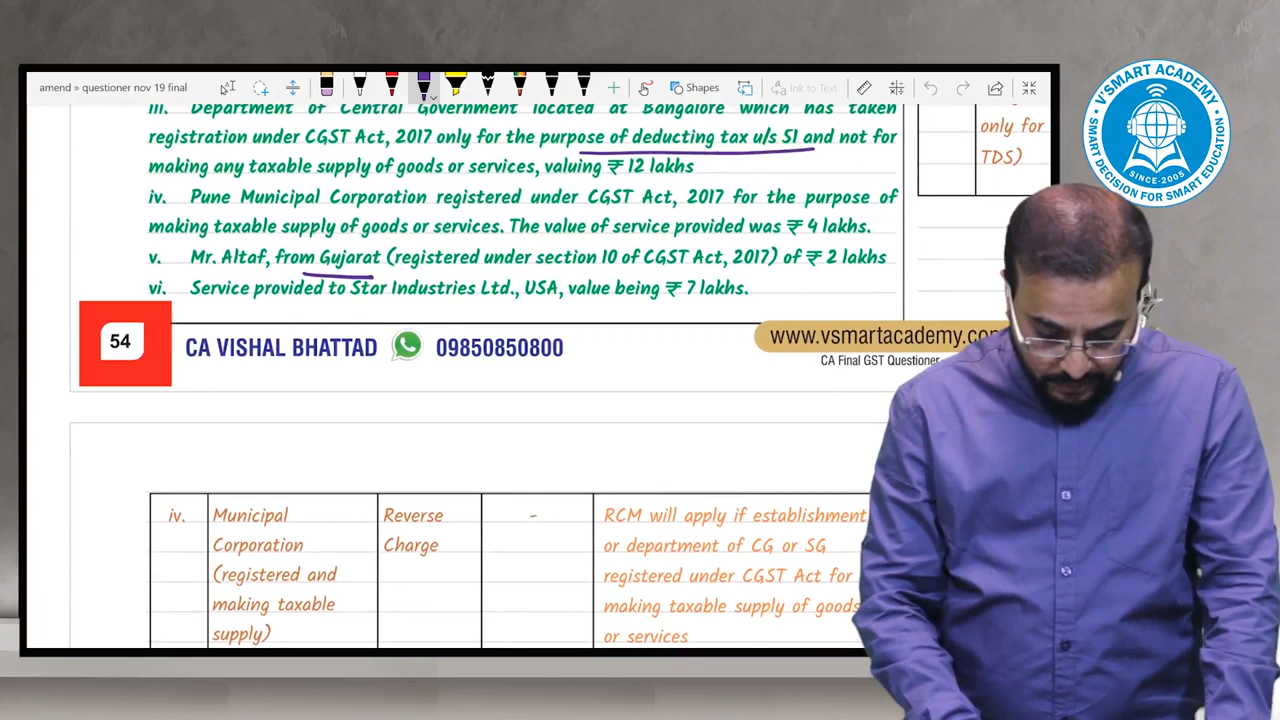 amend » questioner nov 19 final
Shapes
Ink to Text
iii. Department of Central Government located at Bangalore which has taken
registration under CGST Act, 2017 only for the purpose of deducting tax u/s 51 and not for
making any taxable supply of goods or services, valuing ₹ 12 lakhs
iv. Pune Municipal Corporation registered under CGST Act, 2017 for the purpose of
making taxable supply of goods or services. The value of service provided was ₹ 4 lakhs.
v. Mr. Altaf, from Gujarat (registered under section 10 of CGST Act, 2017) of ₹ 2 lakhs
vi. Service provided to Star Industries Ltd., USA, value being ₹ 7 lakhs.
only for
TDS)
54
CA VISHAL BHATTAD
09850850800
www.vsmartacademy.com
CA Final GST Questioner
iv.
Municipal
Corporation
(registered and
making taxable
supply)
Reverse
Charge
-
RCM will apply if establishment
or department of CG or SG
registered under CGST Act for
making taxable supply of goods
or services
V'SMART ACADEMY
SMART DECISION FOR SMART EDUCATION
SINCE-2005